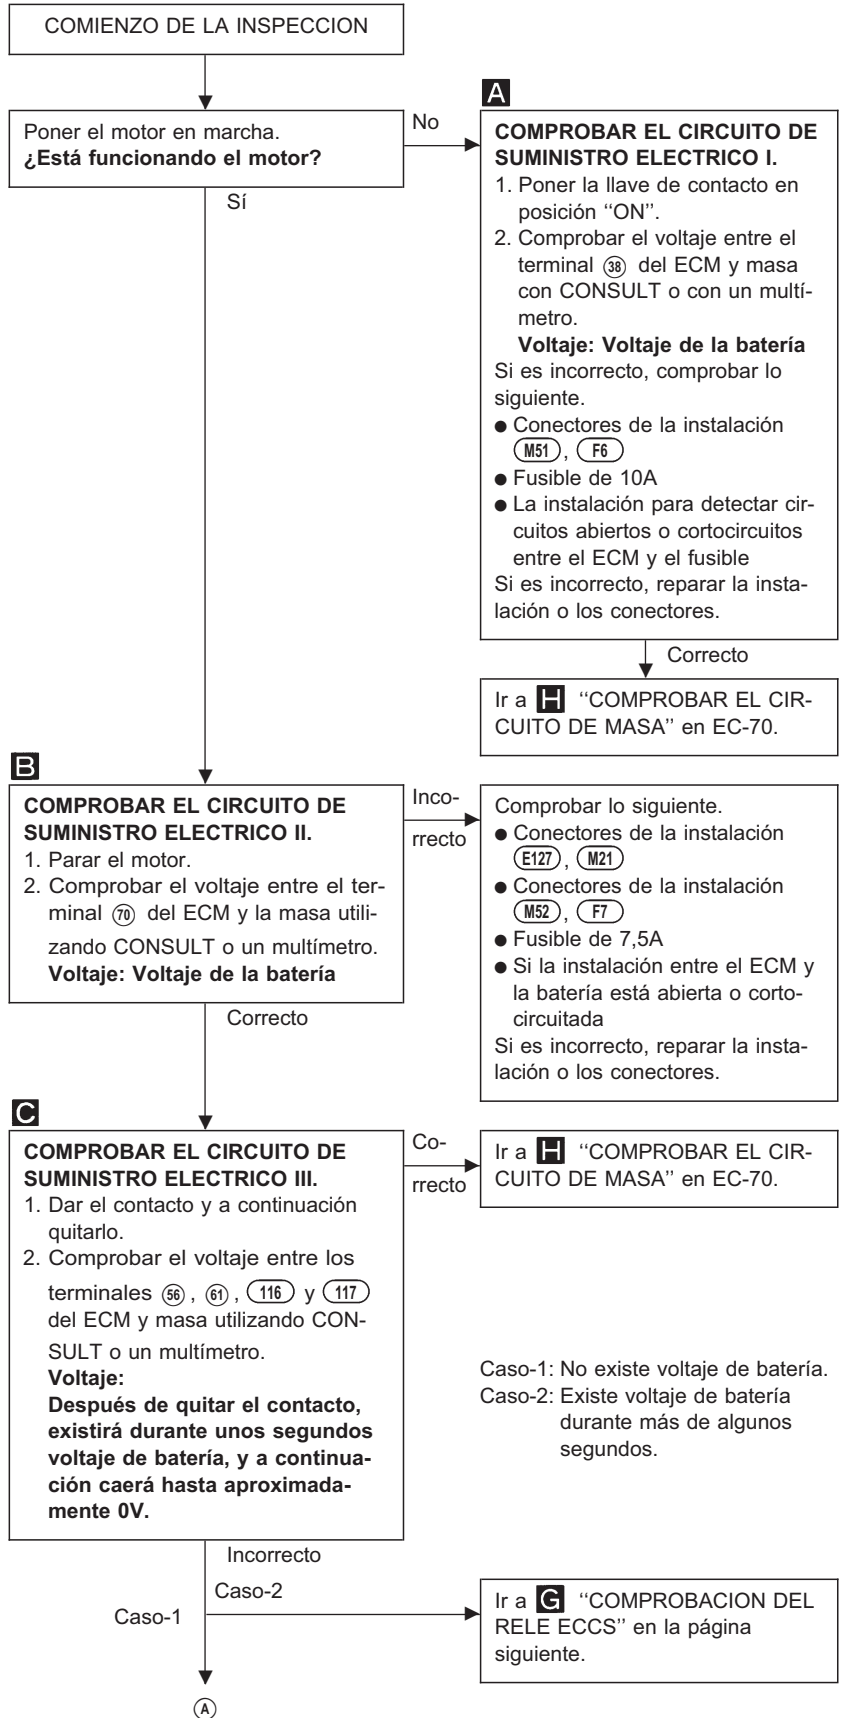 COMIENZO DE LA INSPECCION
Poner el motor en marcha.
¿Está funcionando el motor?
No
Sí
A
COMPROBAR EL CIRCUITO DE
SUMINISTRO ELECTRICO I.
1. Poner la llave de contacto en
posición ‘‘ON’’.
2. Comprobar el voltaje entre el
terminal 38 del ECM y masa
con CONSULT o con un multí-
metro.
Voltaje: Voltaje de la batería
Si es incorrecto, comprobar lo
siguiente.
● Conectores de la instalación
M51, F6
● Fusible de 10A
● La instalación para detectar cir-
cuitos abiertos o cortocircuitos
entre el ECM y el fusible
Si es incorrecto, reparar la insta-
lación o los conectores.
Correcto
Ir a H ‘‘COMPROBAR EL CIR-
CUITO DE MASA’’ en EC-70.
B
COMPROBAR EL CIRCUITO DE
SUMINISTRO ELECTRICO II.
1. Parar el motor.
2. Comprobar el voltaje entre el ter-
minal 70 del ECM y la masa utili-
zando CONSULT o un multímetro.
Voltaje: Voltaje de la batería
Inco-
rrecto
Comprobar lo siguiente.
● Conectores de la instalación
E127, M21
● Conectores de la instalación
M52, F7
● Fusible de 7,5A
● Si la instalación entre el ECM y
la batería está abierta o corto-
circuitada
Si es incorrecto, reparar la insta-
lación o los conectores.
Correcto
C
COMPROBAR EL CIRCUITO DE
SUMINISTRO ELECTRICO III.
1. Dar el contacto y a continuación
quitarlo.
2. Comprobar el voltaje entre los
terminales 56, 61, 116 y 117
del ECM y masa utilizando CON-
SULT o un multímetro.
Voltaje:
Después de quitar el contacto,
existirá durante unos segundos
voltaje de batería, y a continua-
ción caerá hasta aproximada-
mente 0V.
Co-
rrecto
Ir a H ‘‘COMPROBAR EL CIR-
CUITO DE MASA’’ en EC-70.
Caso-1: No existe voltaje de batería.
Caso-2: Existe voltaje de batería
durante más de algunos
segundos.
Incorrecto
Caso-2
Caso-1
Ir a G ‘‘COMPROBACION DEL
RELE ECCS’’ en la página
siguiente.
A